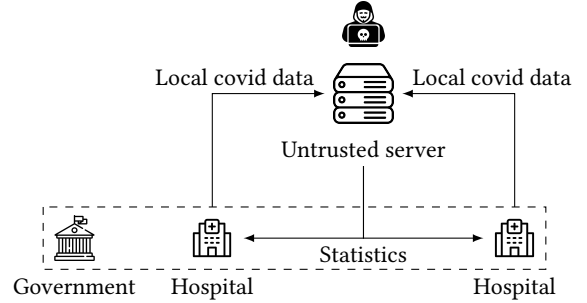 Local covid data
Local covid data
Untrusted server
Statistics
Government
Hospital
Hospital